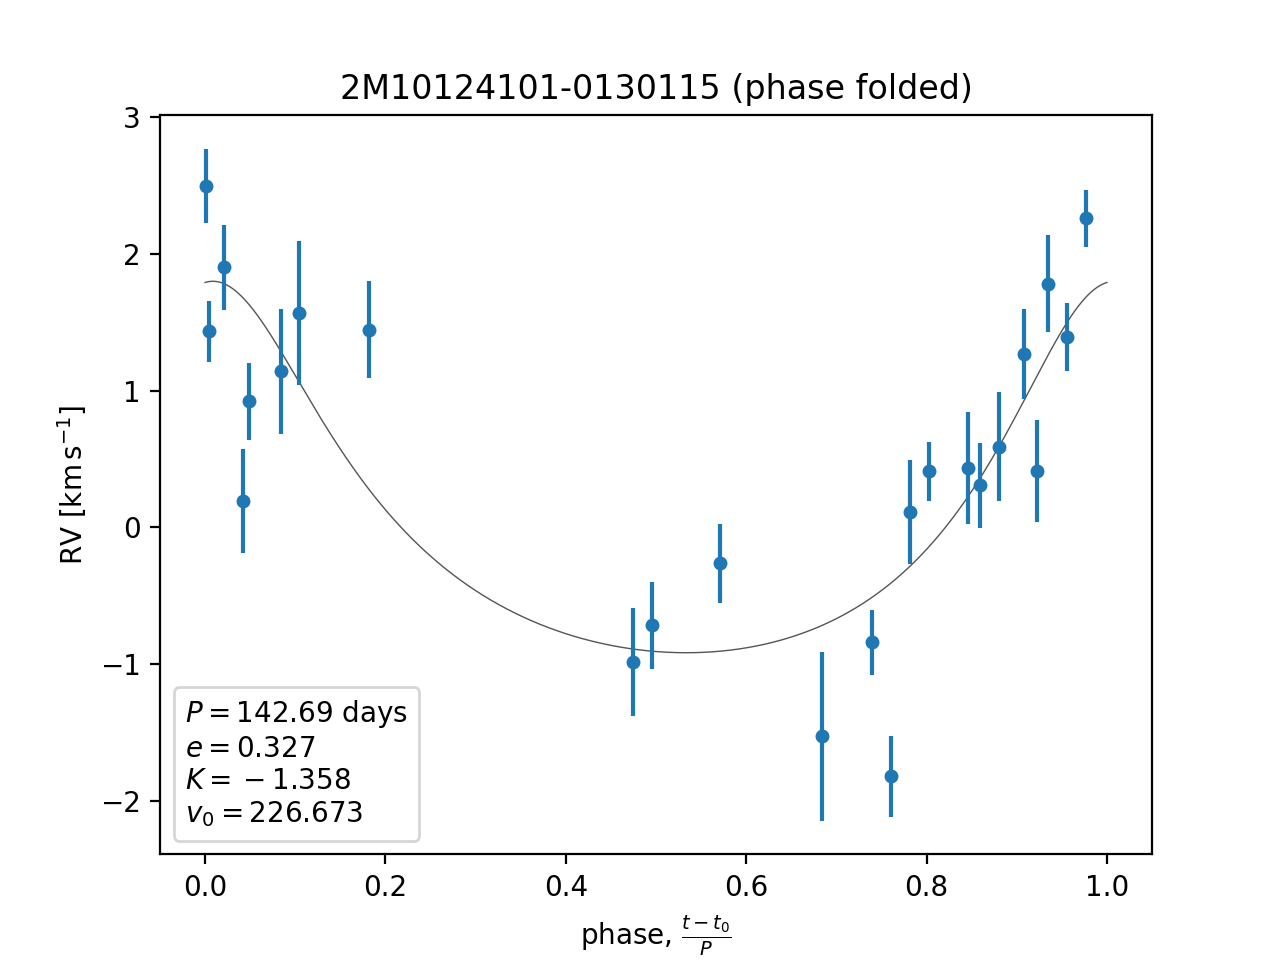 2M10124101-0130115 (phase folded)
3
2
1
0
−1
−2
RV [km s⁻¹]
P = 142.69 days
e = 0.327
K = −1.358
v₀ = 226.673
0.0 0.2 0.4 0.6 0.8 1.0
phase, (t − t₀)/P